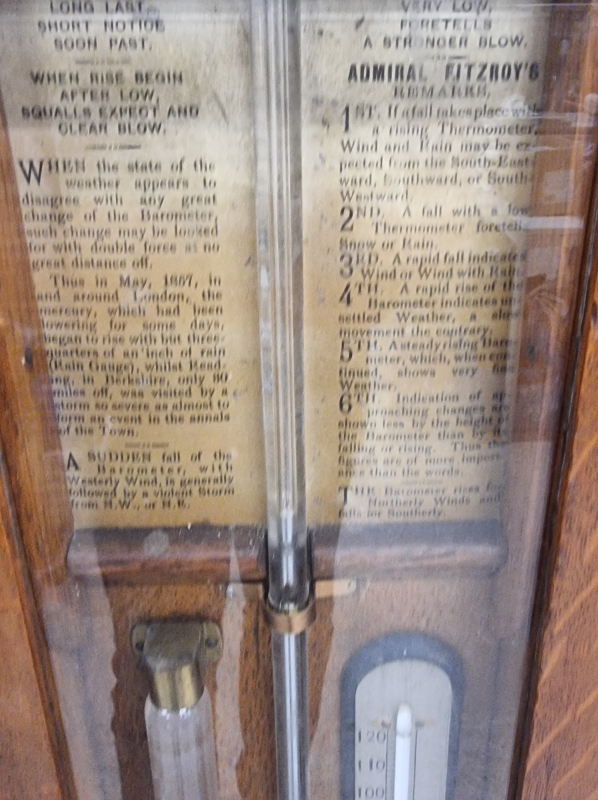 LONG LAST,
SHORT NOTICE
SOON PAST.
WHEN RISE BEGIN
AFTER LOW,
SQUALLS EXPECT AND
CLEAR BLOW.
WHEN the state of the
weather appears to
disagree with any great
change of the Barometer,
such change may be looked
for with double force at no
great distance off.
Thus in May, 1857, in
and around London, the
mercury, which had been
lowering for some days,
began to rise with but three-
quarters of an inch of rain
(Rain Gauge), whilst Read-
ing, in Berkshire, only 30
miles off, was visited by a
storm so severe as almost to
form an event in the annals
of the Town.
A SUDDEN fall of the
Barometer, with
Westerly Wind, is generally
followed by a violent Storm
from N.W., or N.E.
VERY LOW,
FORETELLS
A STRONGER BLOW.
ADMIRAL FITZROY'S
REMARKS.
1ST. If a fall takes place with
a rising Thermometer,
Wind and Rain may be ex-
pected from the South-East-
ward, Southward, or South-
Westward.
2ND. A fall with a low
Thermometer foretells
Snow or Rain.
3RD. A rapid fall indicates
Wind or Wind with Rain.
4TH. A rapid rise of the
Barometer indicates un-
settled Weather, a slow
movement the contrary.
5TH. A steady rising Baro-
meter, which, when con-
tinued, shows very fine
Weather.
6TH. Indication of ap-
proaching changes are
shown less by the height of
the Barometer than by its
falling or rising. Thus the
figures are of more import-
ance than the words.
THE Barometer rises for
Northerly Winds and
falls for Southerly.
120
110
100